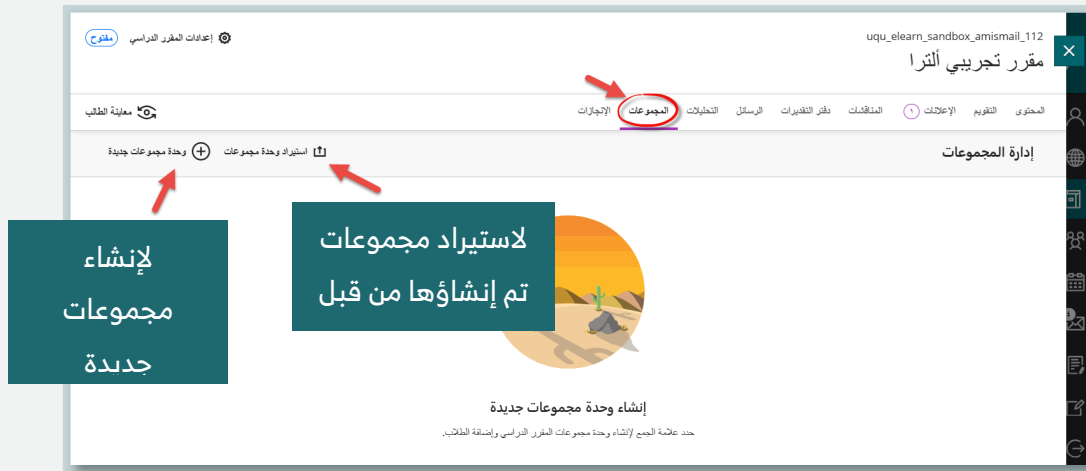 uqu_elearn_sandbox_amismail_112
مقرر تجريبي ألترا
إعدادات المقرر الدراسي مفتوح
المحتوى التقويم الإعلانات ١ المناقشات دفتر التقديرات الرسائل التحليلات المجموعات الإنجازات
معاينة الطالب
إدارة المجموعات
استيراد وحدة مجموعات
وحدة مجموعات جديدة
لاستيراد مجموعات
تم إنشاؤها من قبل
لإنشاء
مجموعات
جديدة
إنشاء وحدة مجموعات جديدة
حدد علامة الجمع لإنشاء وحدة مجموعات المقرر الدراسي وإضافة الطلاب.